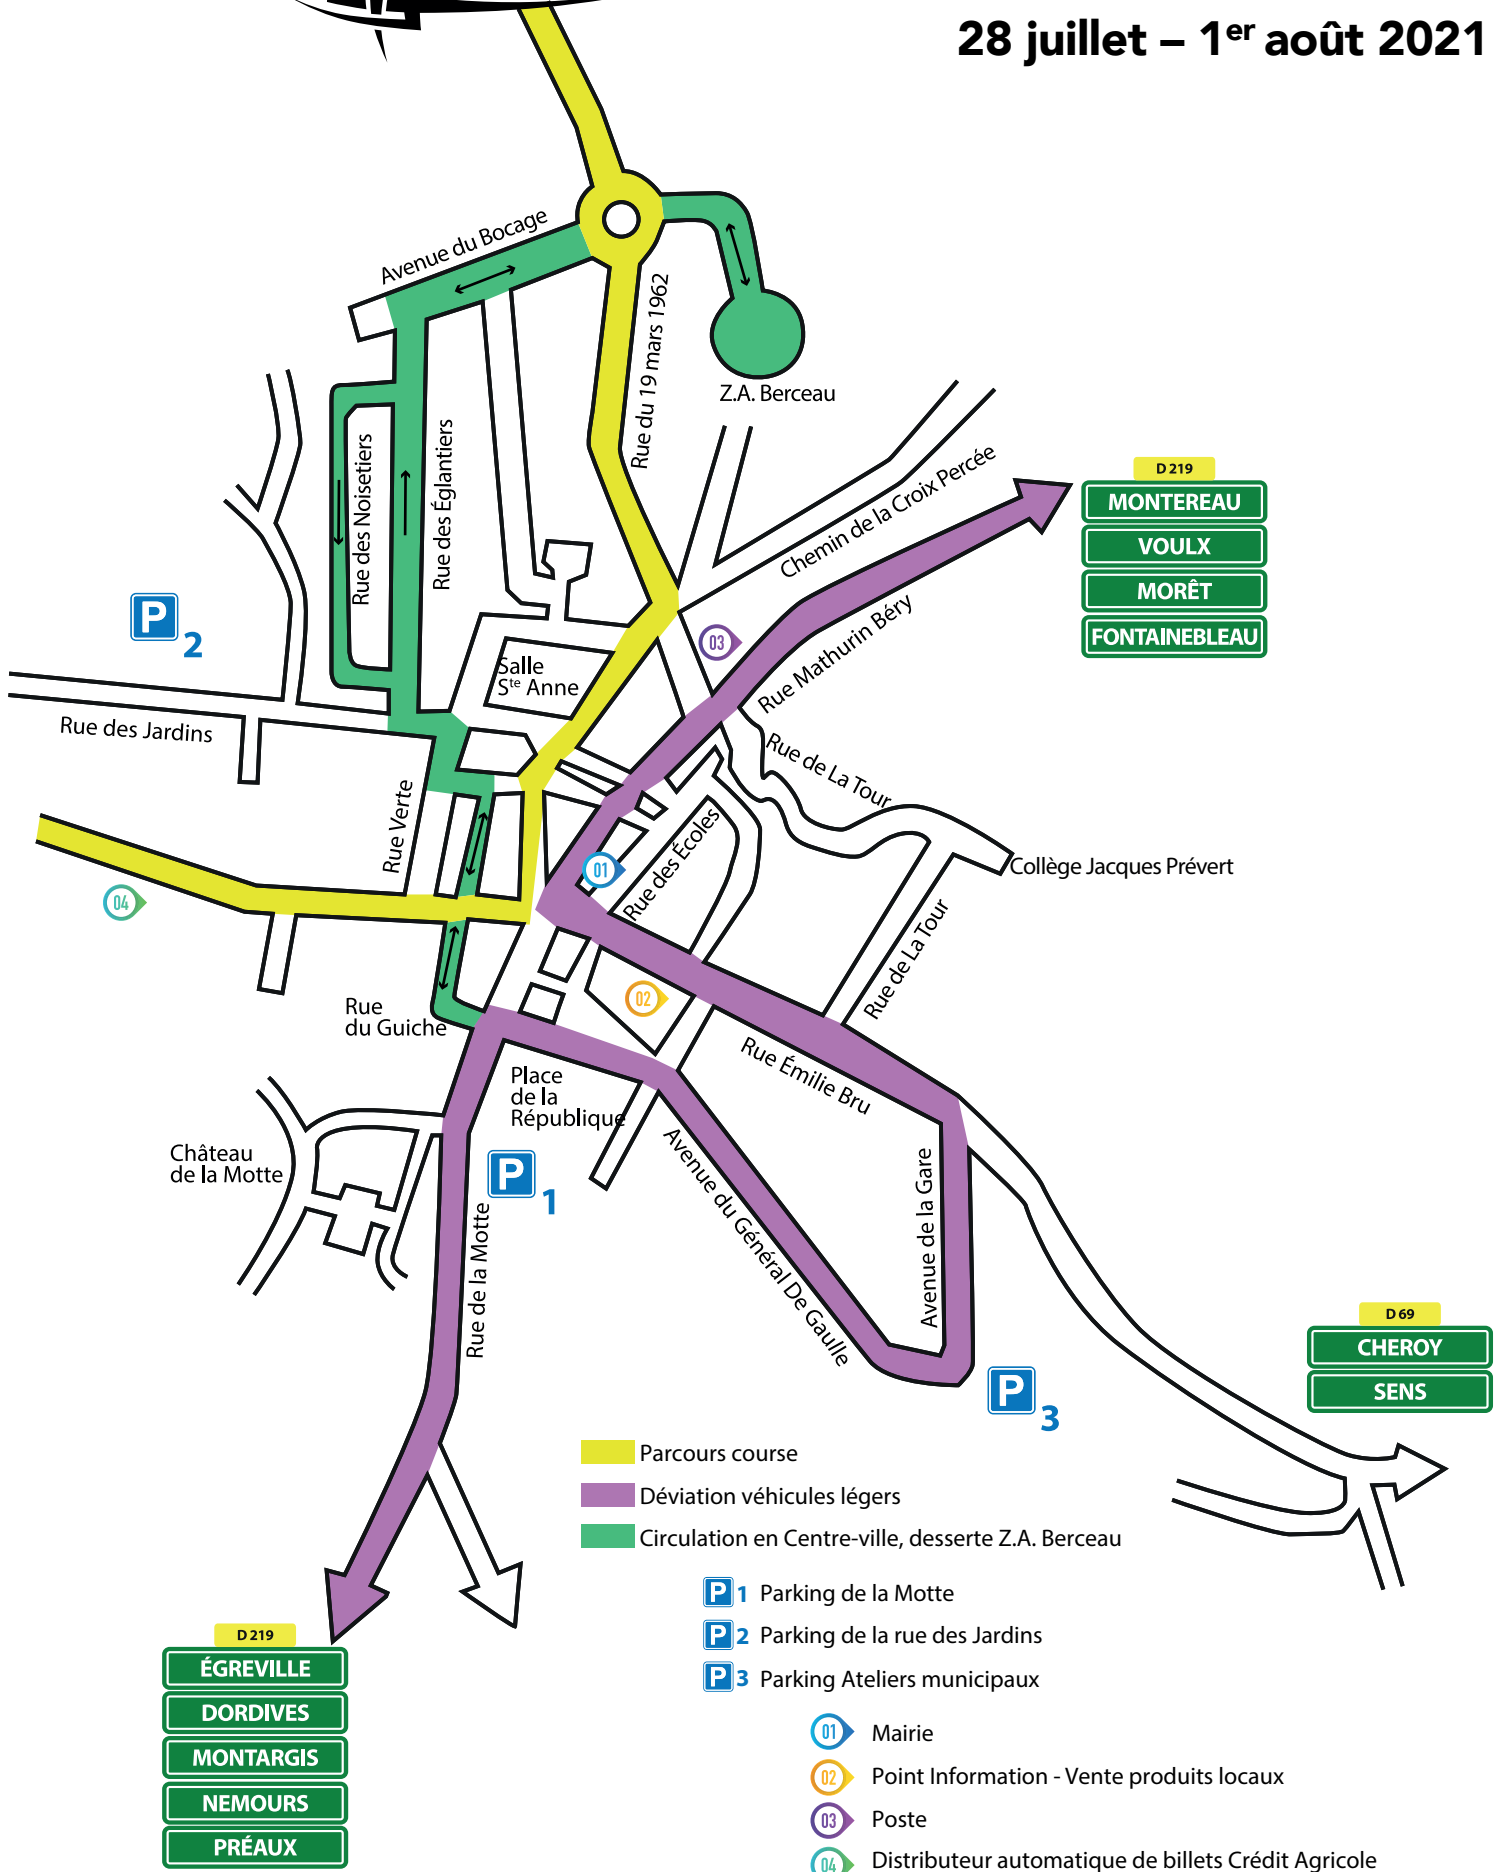 28 juillet – 1er août 2021
Avenue du Bocage
Rue du 19 mars 1962
Z.A. Berceau
Rue des Noisetiers
Rue des Églantiers
Chemin de la Croix Percée
D 219
MONTEREAU
VOULX
MORÊT
FONTAINEBLEAU
P 2
03
Salle
Ste Anne
Rue Mathurin Béry
Rue des Jardins
Rue de La Tour
Rue Verte
Rue des Écoles
01
Collège Jacques Prévert
04
Rue de La Tour
02
Rue
du Guiche
Rue Émilie Bru
Place
de la
République
Château
de la Motte
P 1
Avenue du Général De Gaulle
Avenue de la Gare
Rue de la Motte
P 3
D 69
CHEROY
SENS
Parcours course
Déviation véhicules légers
Circulation en Centre-ville, desserte Z.A. Berceau
P 1 Parking de la Motte
P 2 Parking de la rue des Jardins
P 3 Parking Ateliers municipaux
D 219
ÉGREVILLE
DORDIVES
MONTARGIS
NEMOURS
PRÉAUX
01 Mairie
02 Point Information - Vente produits locaux
03 Poste
04 Distributeur automatique de billets Crédit Agricole